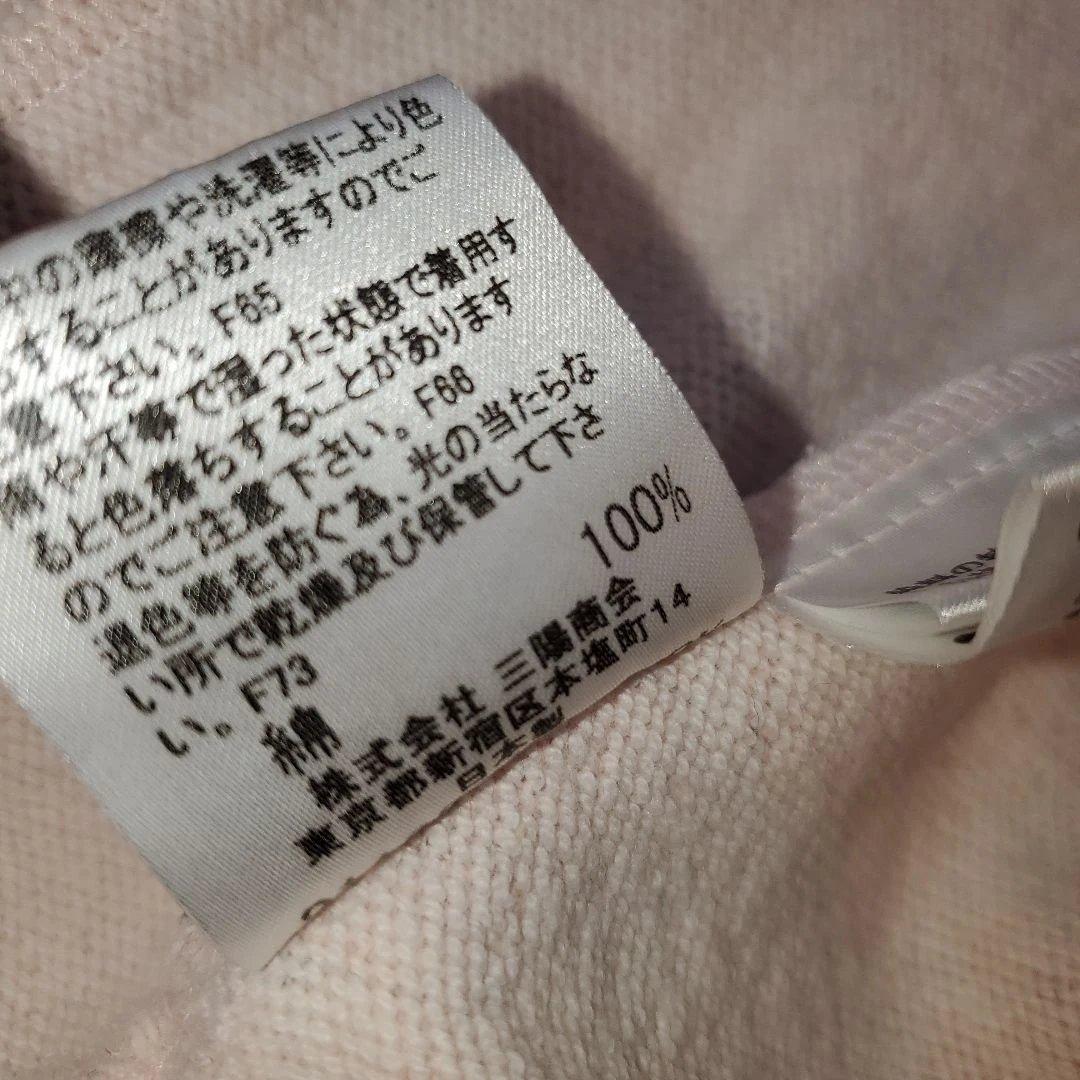 中の摩擦や洗濯等により色
することがありますのでご
意下さい。F65
雨や汗等で湿った状態で着用す
ると色落ちすることがあります
のでご注意下さい。F66
退色等を防ぐ為、光の当たらな
い所で乾燥及び保管して下さ
い。F73
綿 100%
株式会社 三陽商会
東京都新宿区本塩町14
日本製